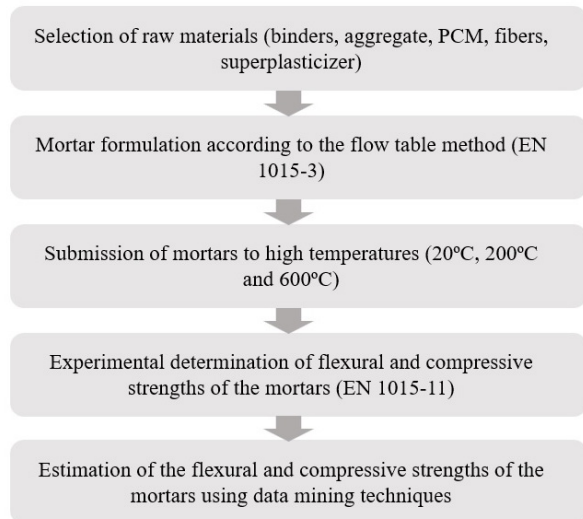 Selection of raw materials (binders, aggregate, PCM, fibers,
superplasticizer)
Mortar formulation according to the flow table method (EN
1015-3)
Submission of mortars to high temperatures (20ºC, 200ºC
and 600ºC)
Experimental determination of flexural and compressive
strengths of the mortars (EN 1015-11)
Estimation of the flexural and compressive strengths of the
mortars using data mining techniques